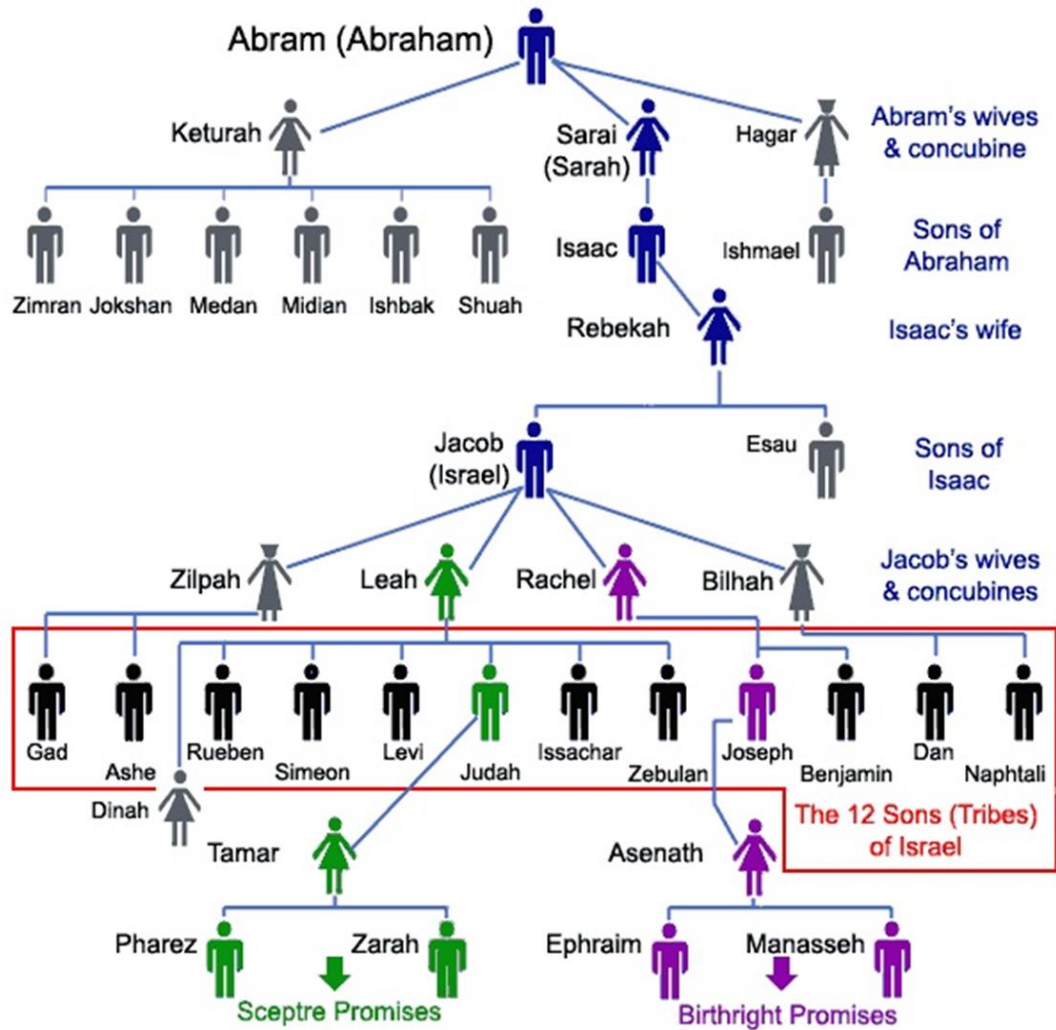 Abram (Abraham)
Keturah
Sarai
(Sarah)
Hagar
Abram's wives
& concubine
Zimran
Jokshan
Medan
Midian
Ishbak
Shuah
Isaac
Ishmael
Sons of
Abraham
Rebekah
Isaac's wife
Jacob
(Israel)
Esau
Sons of
Isaac
Zilpah
Leah
Rachel
Bilhah
Jacob's wives
& concubines
Gad
Ashe
Rueben
Simeon
Levi
Judah
Issachar
Zebulan
Joseph
Benjamin
Dan
Naphtali
Dinah
The 12 Sons (Tribes)
of Israel
Tamar
Asenath
Pharez
Zarah
Ephraim
Manasseh
Sceptre Promises
Birthright Promises